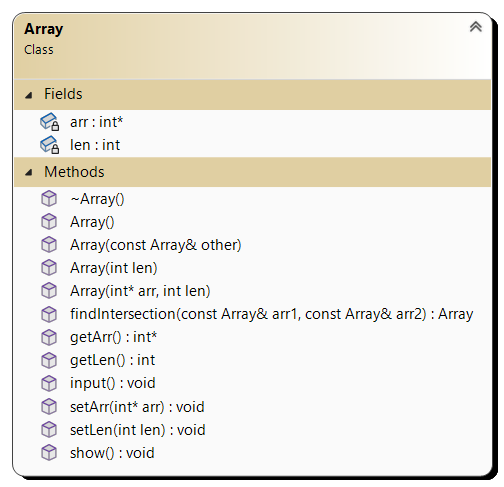 Array
Class
Fields
arr : int*
len : int
Methods
~Array()
Array()
Array(const Array& other)
Array(int len)
Array(int* arr, int len)
findIntersection(const Array& arr1, const Array& arr2) : Array
getArr() : int*
getLen() : int
input() : void
setArr(int* arr) : void
setLen(int len) : void
show() : void